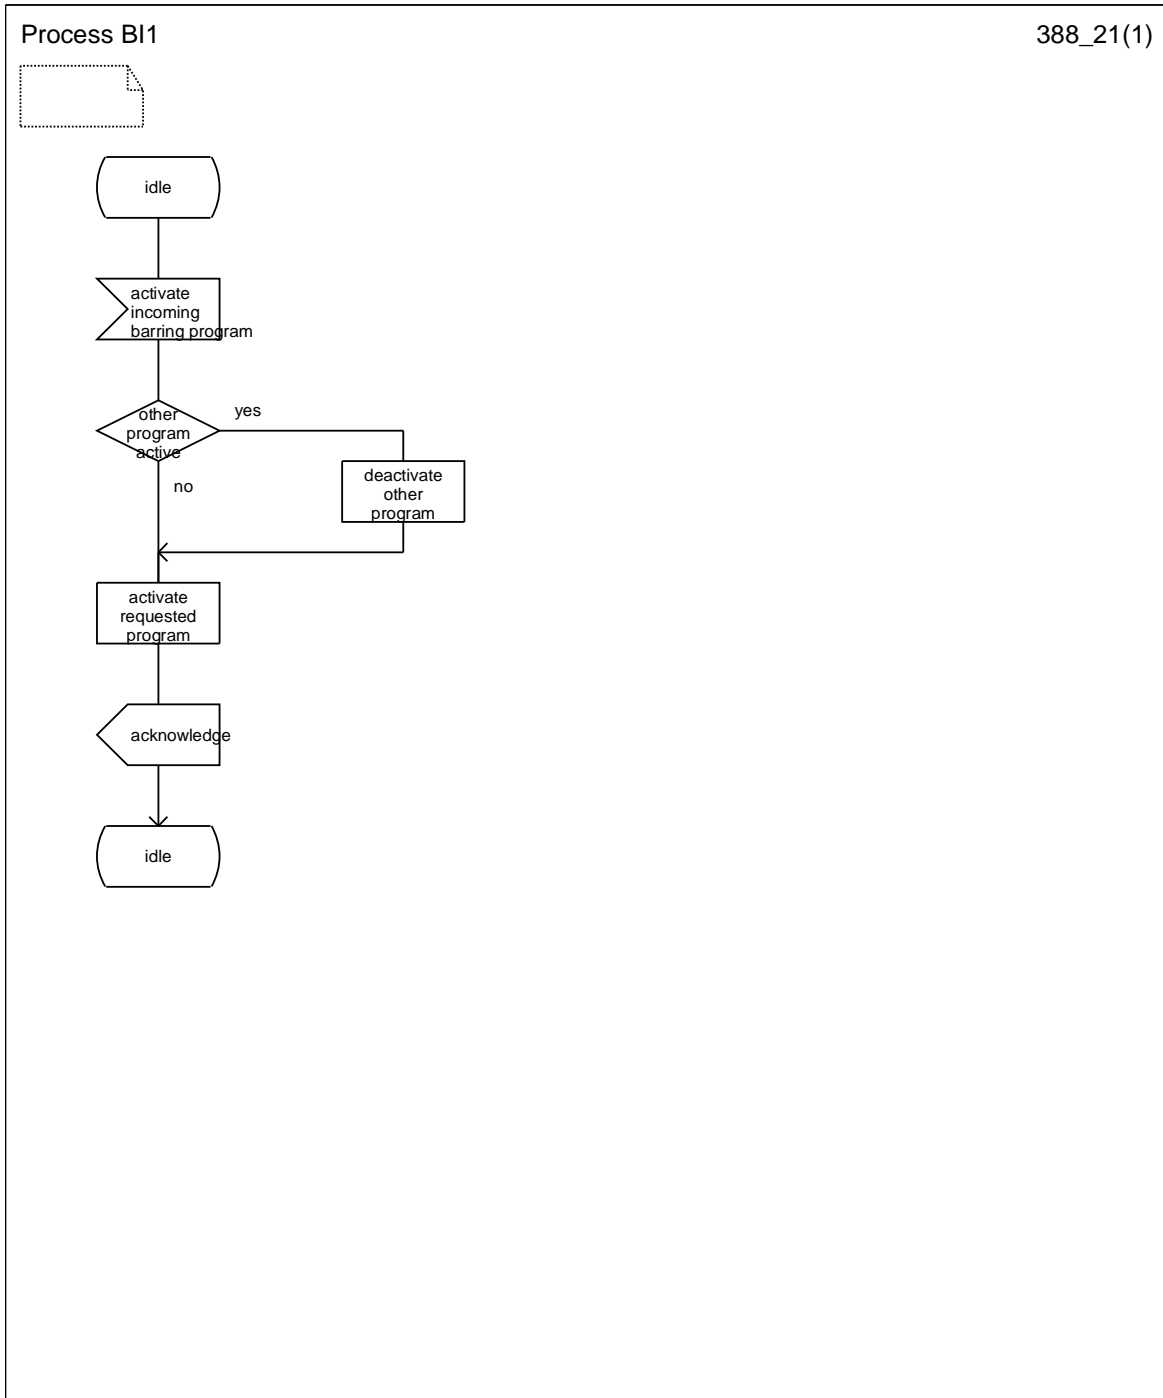 Process BI1
388_21(1)
idle
activate
incoming
barring program
other
program
active
yes
no
deactivate
other
program
activate
requested
program
acknowledge
idle